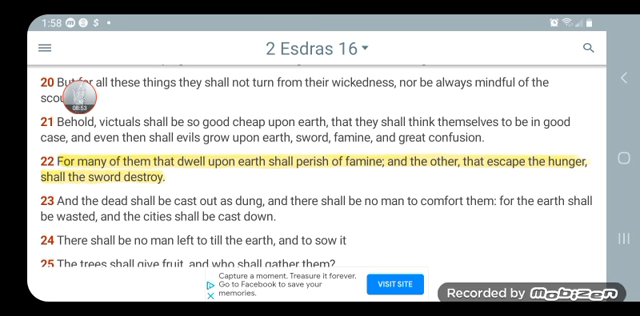 1:58
2 Esdras 16
20 But for all these things they shall not turn from their wickedness, nor be always mindful of the
08:53
21 Behold, victuals shall be so good cheap upon earth, that they shall think themselves to be in good
case, and even then shall evils grow upon earth, sword, famine, and great confusion.
22 For many of them that dwell upon earth shall perish of famine; and the other, that escape the hunger,
shall the sword destroy.
23 And the dead shall be cast out as dung, and there shall be no man to comfort them: for the earth shall
be wasted, and the cities shall be cast down.
24 There shall be no man left to till the earth, and to sow it
25 The trees shall give fruit, and who shall gather them?
Capture a moment. Treasure it forever.
Go to Facebook to save your
memories.
VISIT SITE
Recorded by Mobizen